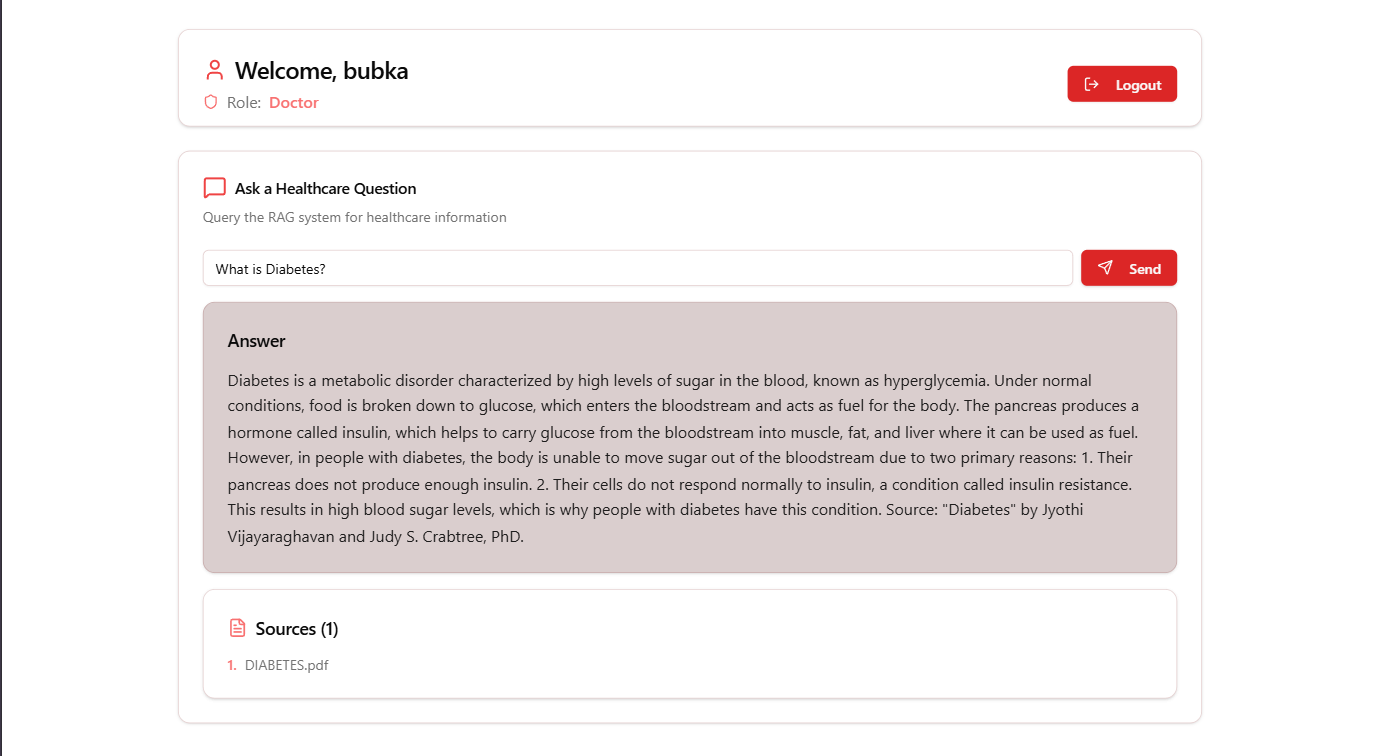 Welcome, bubka
Role: Doctor
Logout
Ask a Healthcare Question
Query the RAG system for healthcare information
What is Diabetes?
Send
Answer
Diabetes is a metabolic disorder characterized by high levels of sugar in the blood, known as hyperglycemia. Under normal
conditions, food is broken down to glucose, which enters the bloodstream and acts as fuel for the body. The pancreas produces a
hormone called insulin, which helps to carry glucose from the bloodstream into muscle, fat, and liver where it can be used as fuel.
However, in people with diabetes, the body is unable to move sugar out of the bloodstream due to two primary reasons: 1. Their
pancreas does not produce enough insulin. 2. Their cells do not respond normally to insulin, a condition called insulin resistance.
This results in high blood sugar levels, which is why people with diabetes have this condition. Source: "Diabetes" by Jyothi
Vijayaraghavan and Judy S. Crabtree, PhD.
Sources (1)
1. DIABETES.pdf